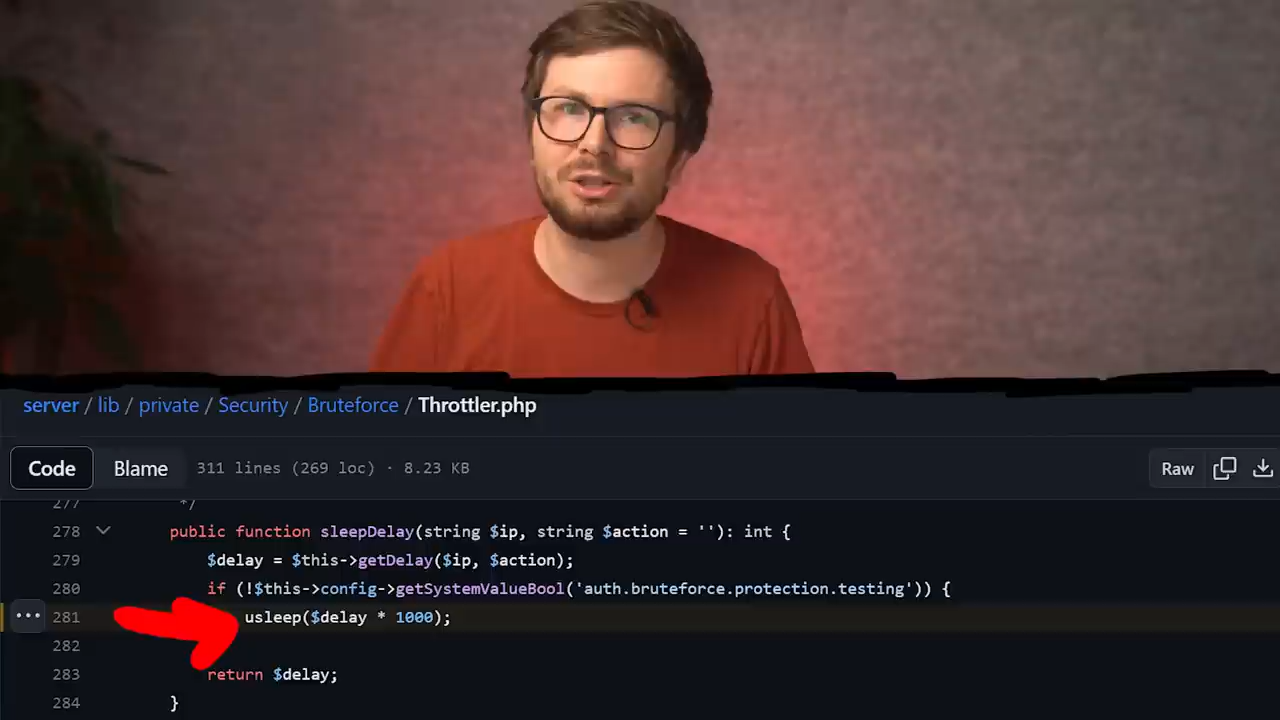 server / lib / private / Security / Bruteforce / Throttler.php
Code Blame 311 lines (269 loc) · 8.23 KB Raw
277 */
278 public function sleepDelay(string $ip, string $action = ''): int {
279 $delay = $this->getDelay($ip, $action);
280 if (!$this->config->getSystemValueBool('auth.bruteforce.protection.testing')) {
281 usleep($delay * 1000);
282
283 return $delay;
284 }